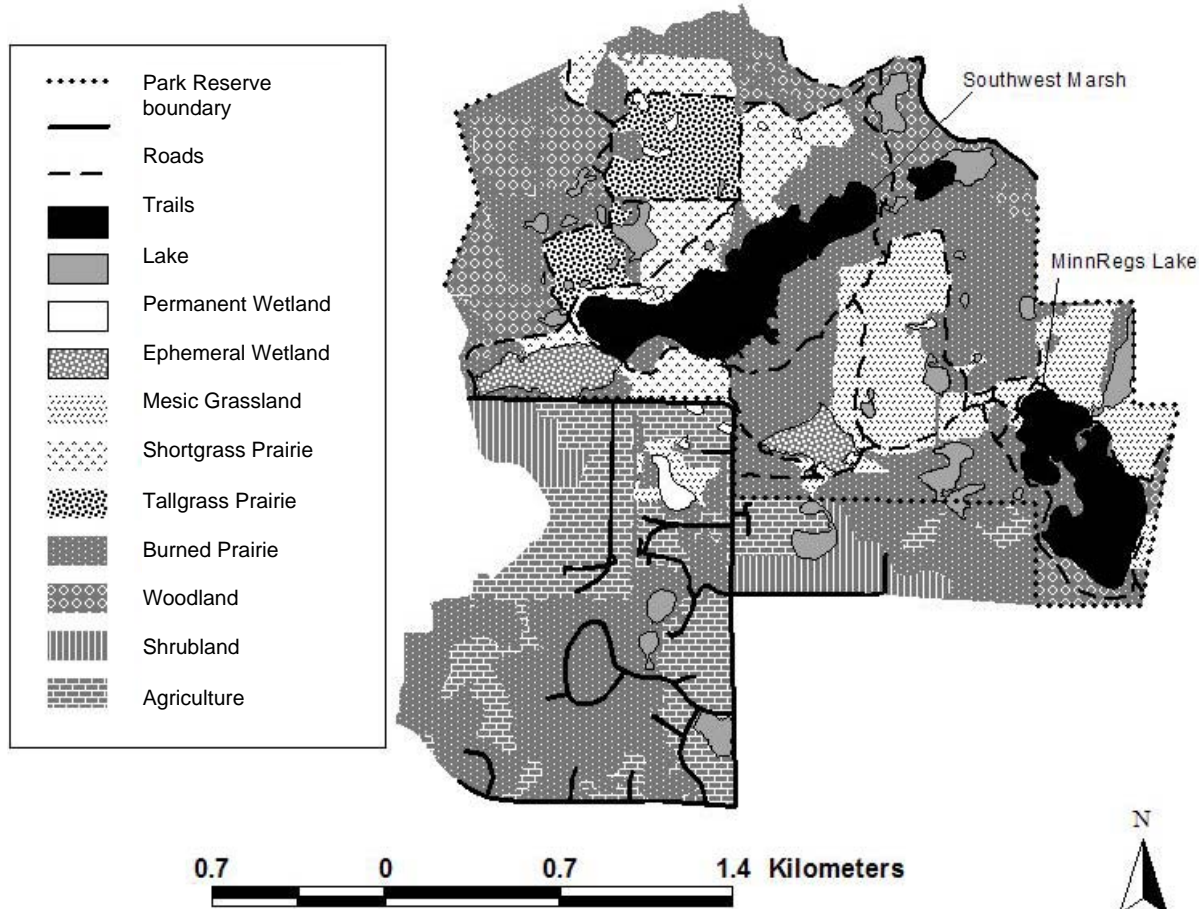 Park Reserve
boundary
Roads
Trails
Lake
Permanent Wetland
Ephemeral Wetland
Mesic Grassland
Shortgrass Prairie
Tallgrass Prairie
Burned Prairie
Woodland
Shrubland
Agriculture
Southwest Marsh
MinnRegs Lake
0.7 0 0.7 1.4 Kilometers
N